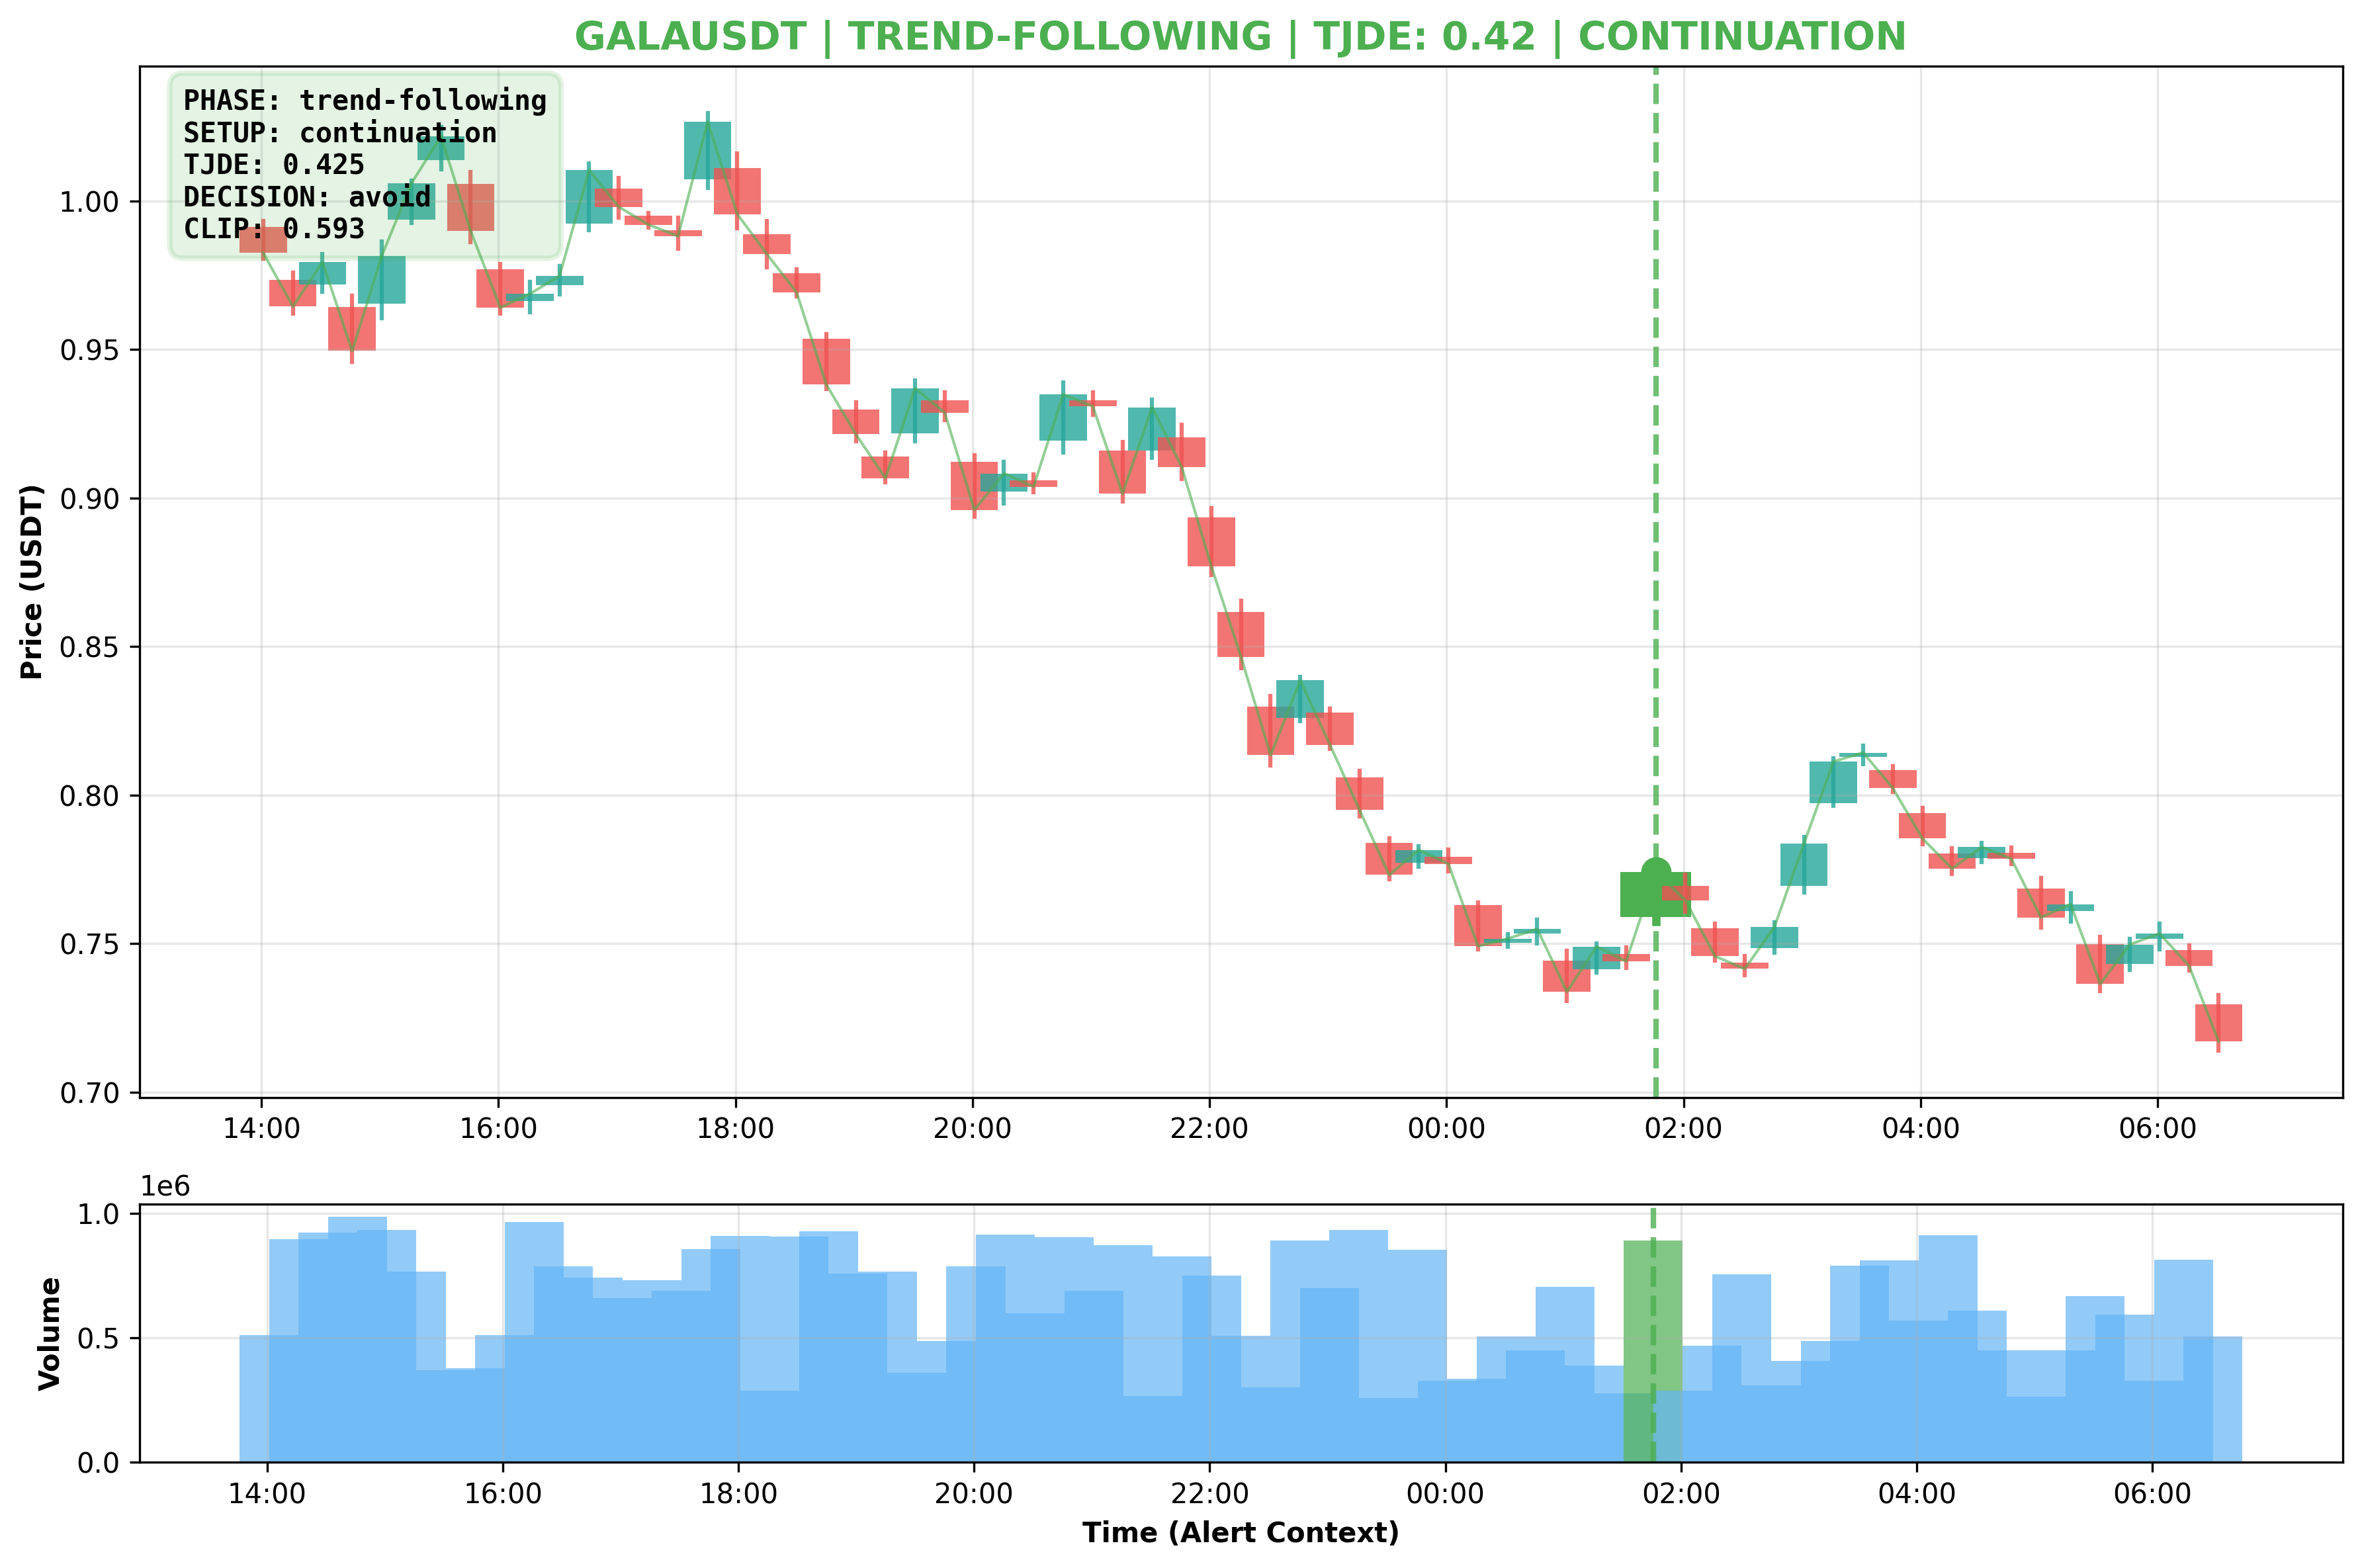 GALAUSDT | TREND-FOLLOWING | TJDE: 0.42 | CONTINUATION
PHASE: trend-following
SETUP: continuation
TJDE: 0.425
DECISION: avoid
CLIP: 0.593
Price (USDT)
1.00
0.95
0.90
0.85
0.80
0.75
0.70
14:00 16:00 18:00 20:00 22:00 00:00 02:00 04:00 06:00
1e6
Volume
1.0
0.5
0.0
14:00 16:00 18:00 20:00 22:00 00:00 02:00 04:00 06:00
Time (Alert Context)